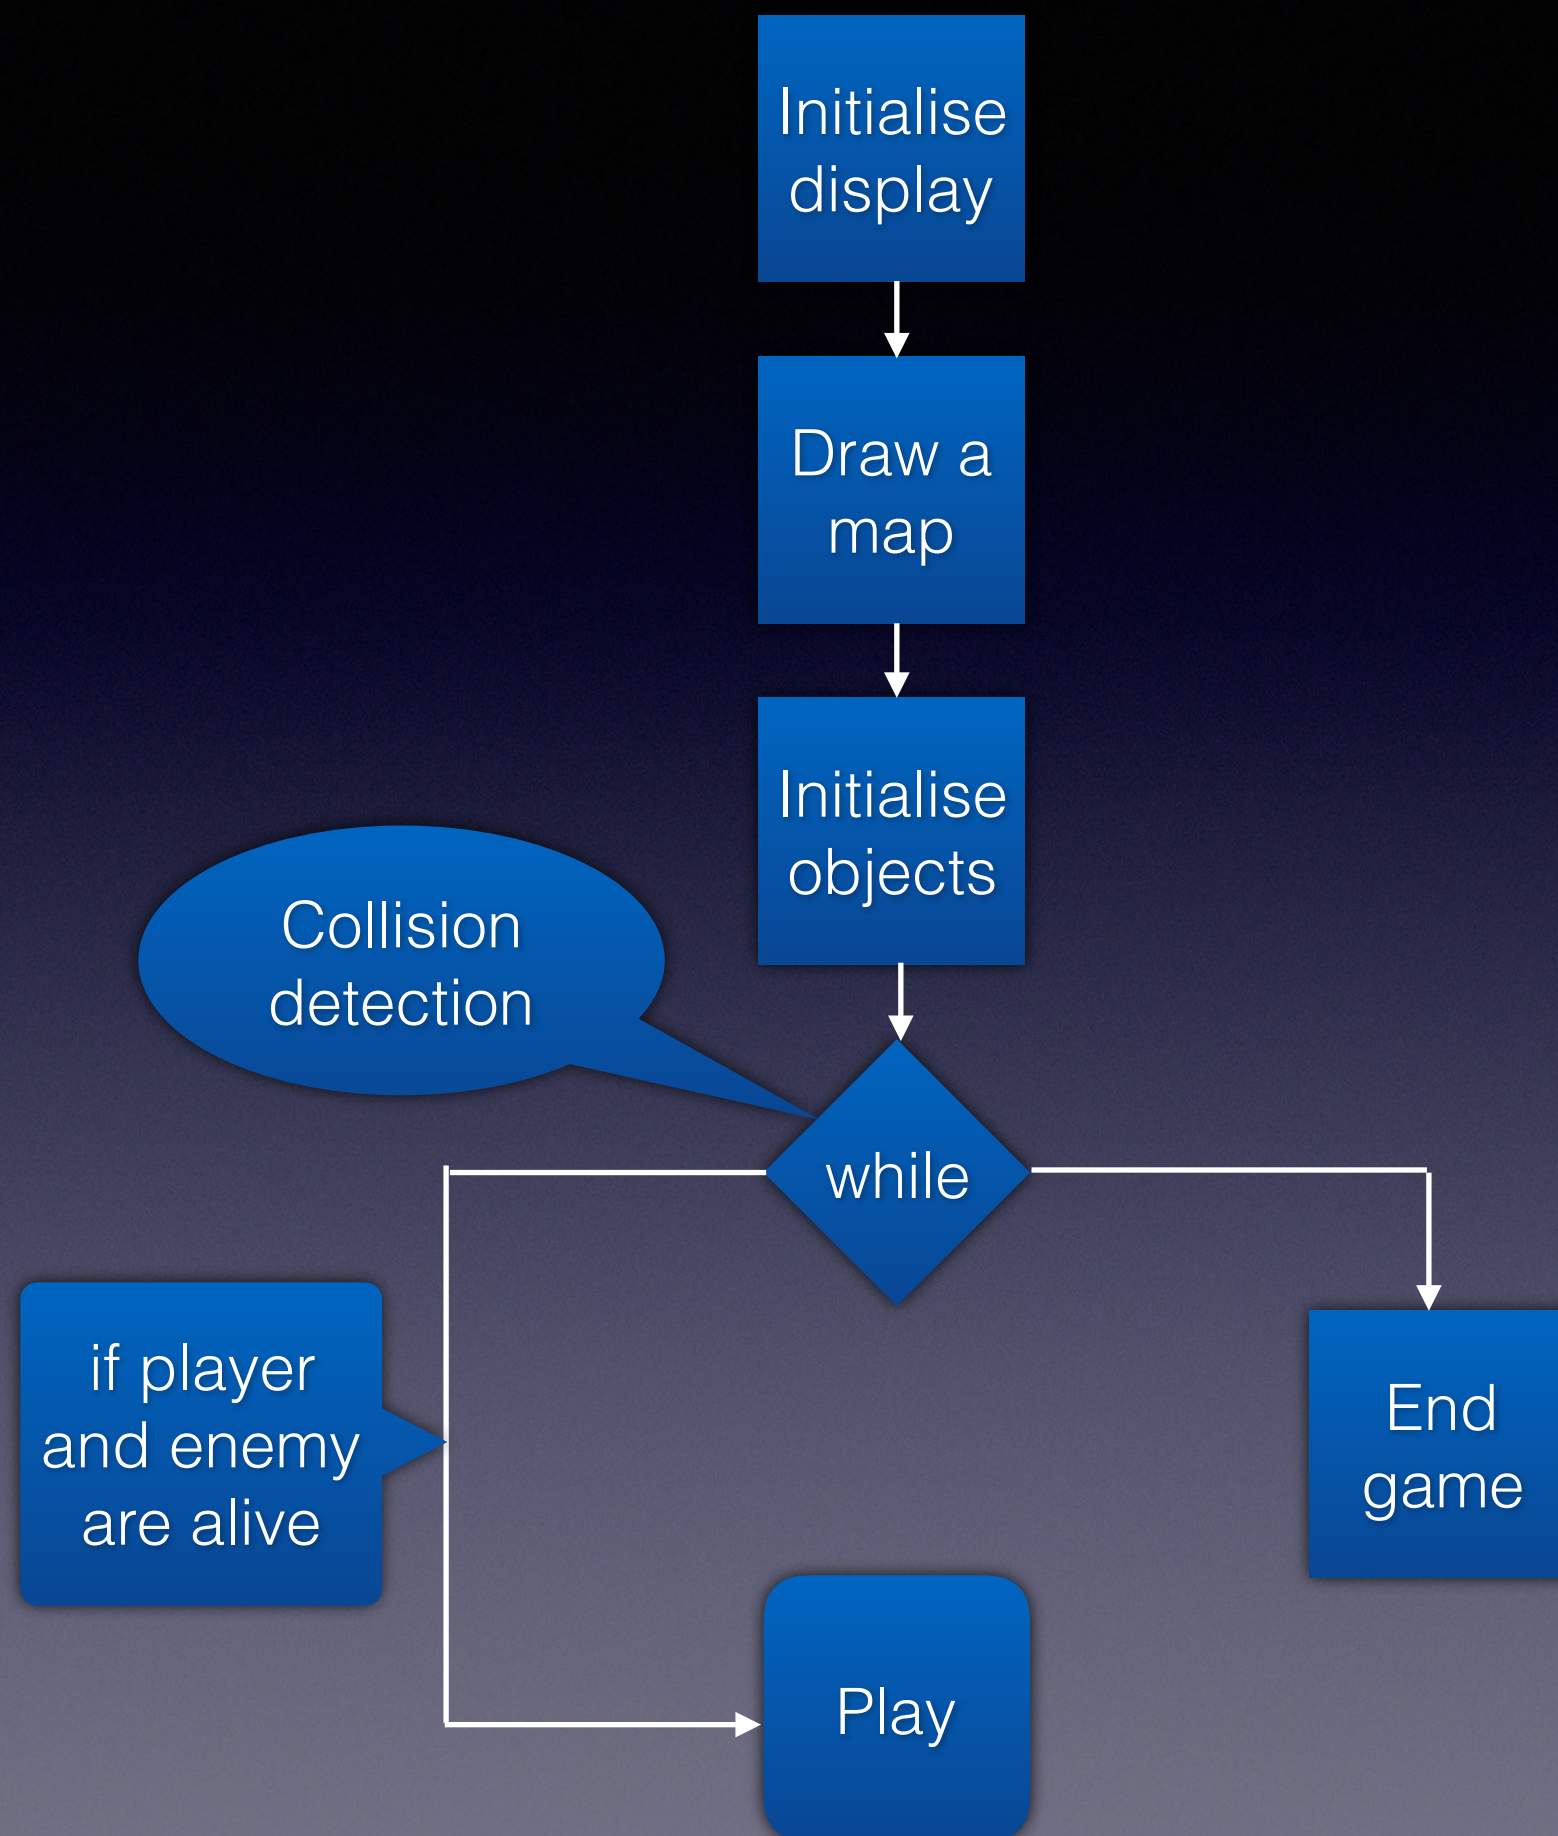 Initialise
display
Draw a
map
Initialise
objects
Collision
detection
while
if player
and enemy
are alive
End
game
Play